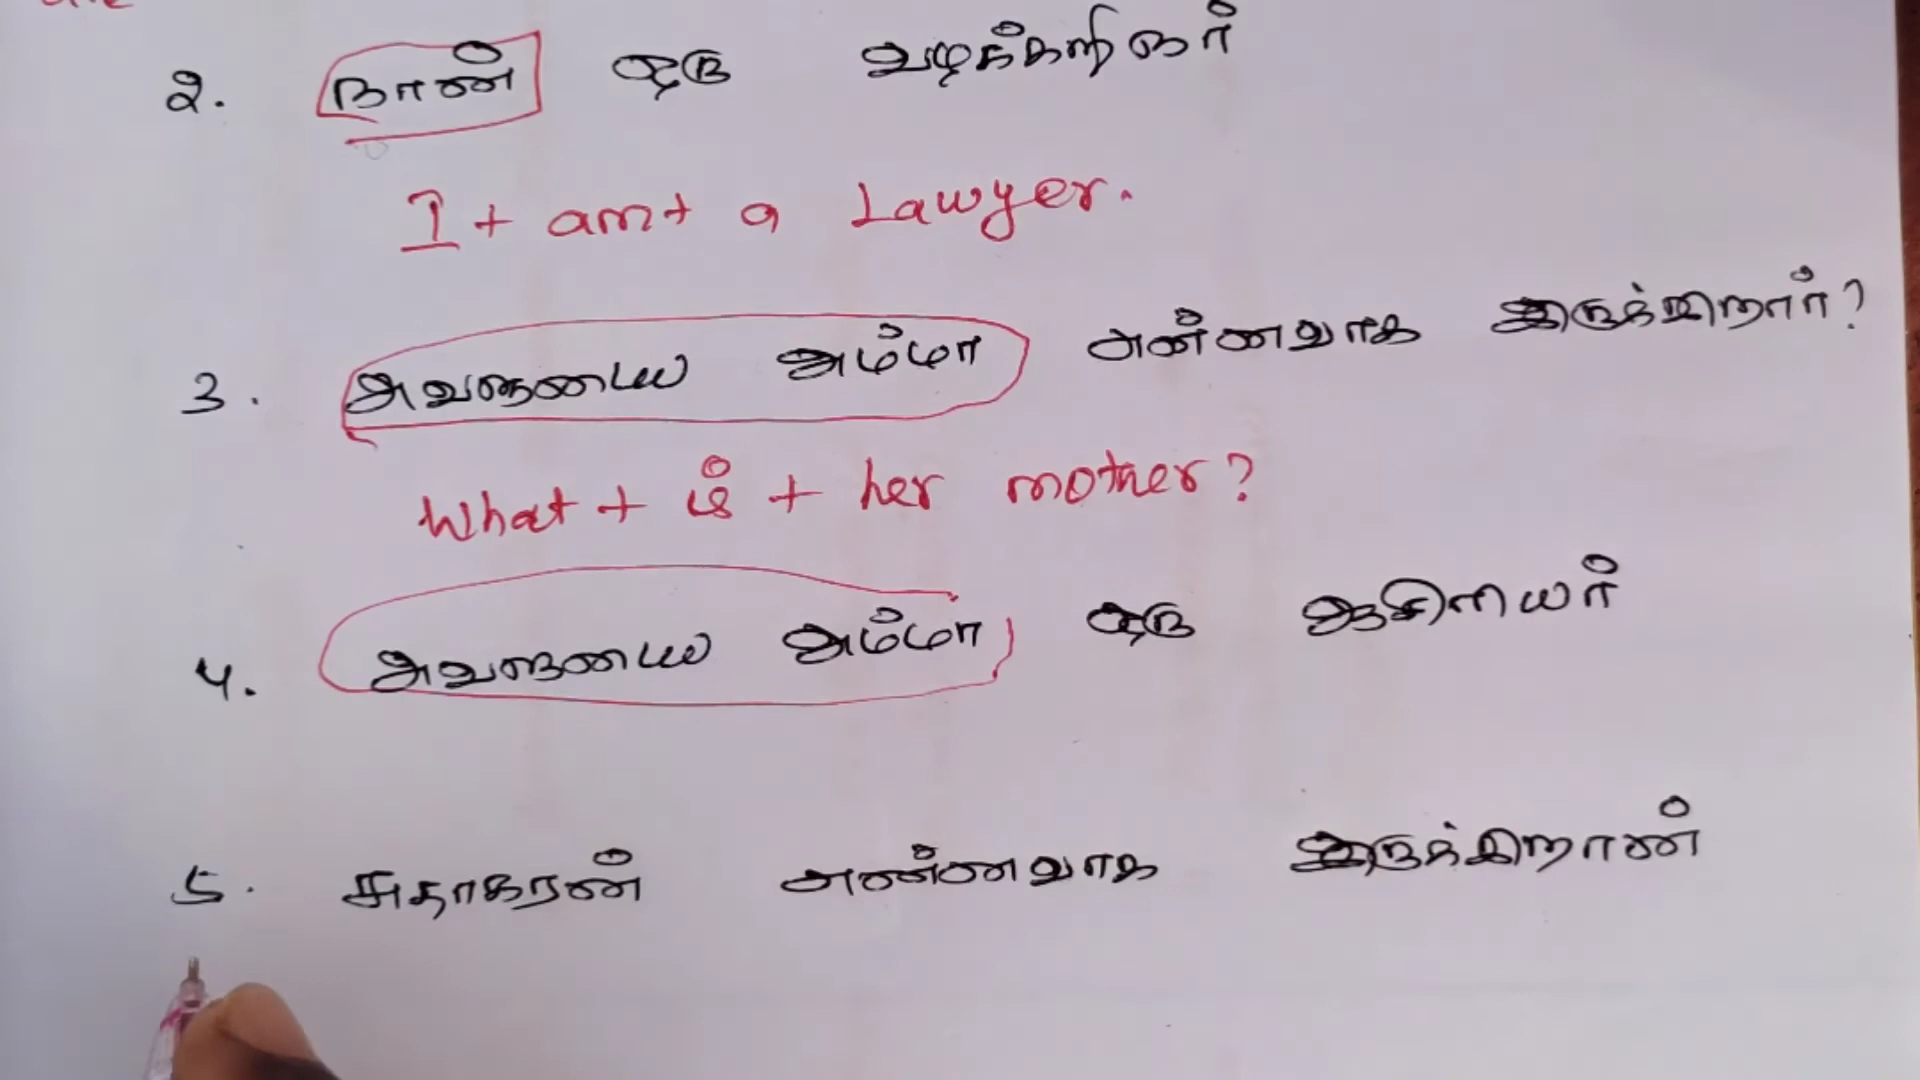 2. நான் ஒரு வழக்கறிஞர்
I + am + a Lawyer.
3. அவளுடைய அம்மா என்னவாக இருக்கிறார்?
What + is + her mother?
4. அவளுடைய அம்மா ஒரு ஆசிரியர்
5. சுதாகரன் என்னவாக இருக்கிறான்